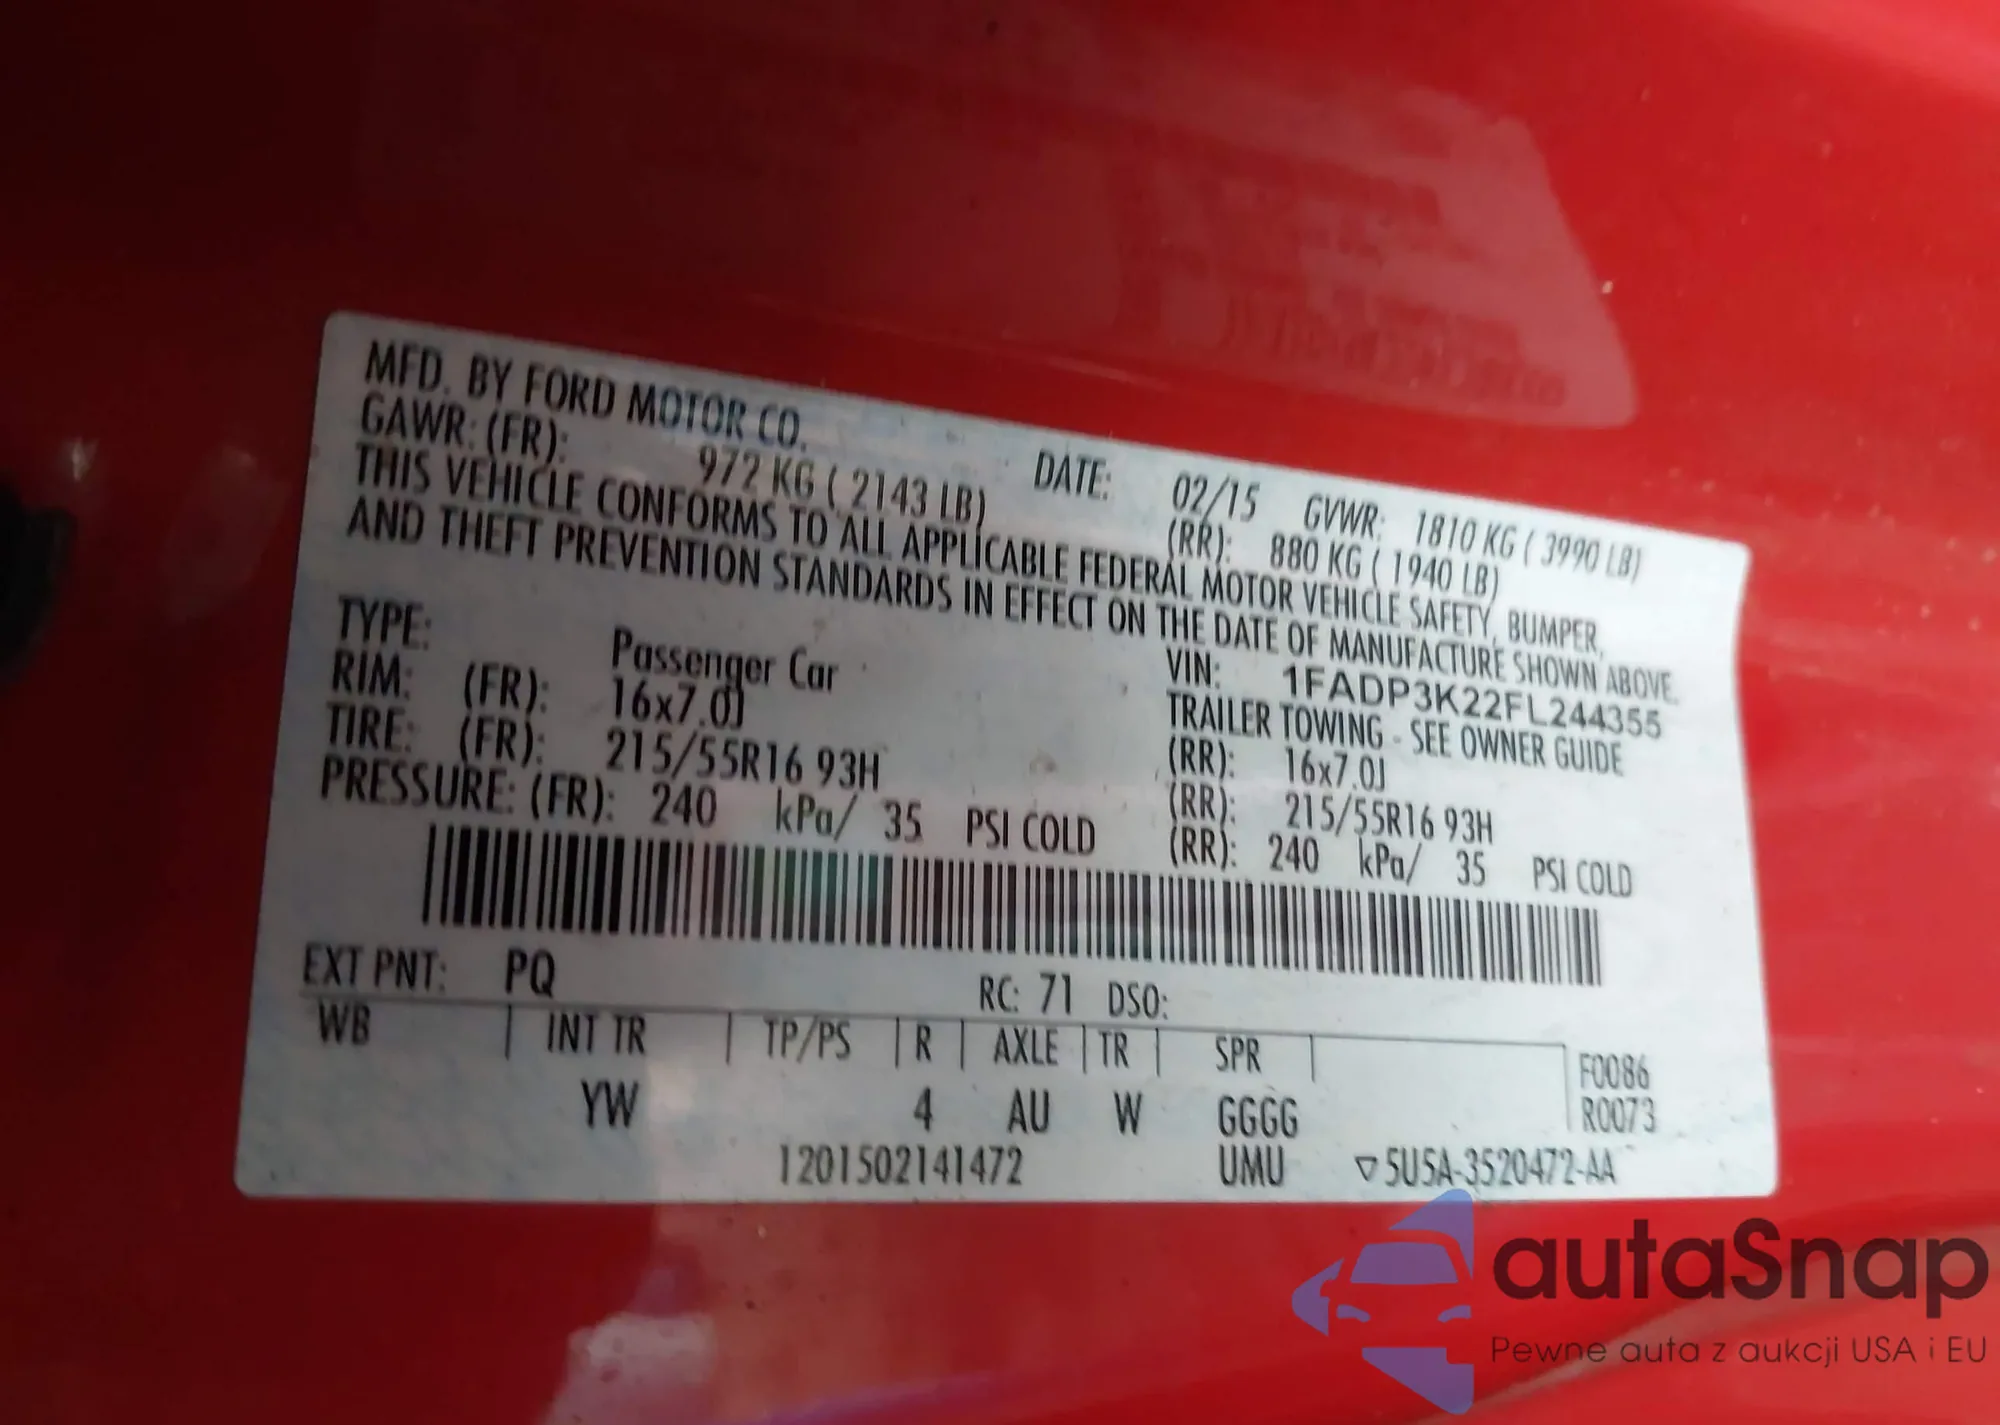 MFD. BY FORD MOTOR CO. DATE: 02/15 GVWR: 1810 KG ( 3990 LB)
GAWR: (FR): 972 KG ( 2143 LB) (RR): 880 KG ( 1940 LB)
THIS VEHICLE CONFORMS TO ALL APPLICABLE FEDERAL MOTOR VEHICLE SAFETY, BUMPER,
AND THEFT PREVENTION STANDARDS IN EFFECT ON THE DATE OF MANUFACTURE SHOWN ABOVE.
VIN: 1FADP3K22FL244355
TYPE: Passenger Car TRAILER TOWING - SEE OWNER GUIDE
RIM: (FR): 16x7.0J (RR): 16x7.0J
TIRE: (FR): 215/55R16 93H (RR): 215/55R16 93H
PRESSURE: (FR): 240 kPa/ 35 PSI COLD (RR): 240 kPa/ 35 PSI COLD
EXT PNT: PQ RC: 71 DSO:
WB INT TR TP/PS R AXLE TR SPR F0086
YW 4 AU W GGGG R0073
1201502141472 UMU ▽5U5A-3520472-AA
autaSnap
Pewne auta z aukcji USA i EU